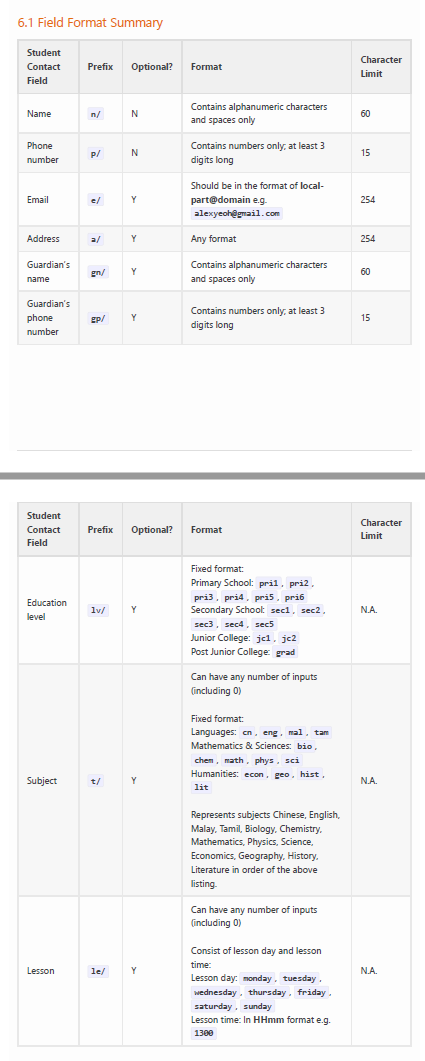 6.1 Field Format Summary
Student
Contact
Field
Prefix
Optional?
Format
Character
Limit
Name
n/
N
Contains alphanumeric characters
and spaces only
60
Phone
number
p/
N
Contains numbers only; at least 3
digits long
15
Email
e/
Y
Should be in the format of local-
part@domain e.g.
alexyeoh@gmail.com
254
Address
a/
Y
Any format
254
Guardian's
name
gn/
Y
Contains alphanumeric characters
and spaces only
60
Guardian's
phone
number
gp/
Y
Contains numbers only; at least 3
digits long
15
Student
Contact
Field
Prefix
Optional?
Format
Character
Limit
Education
level
lv/
Y
Fixed format:
Primary School: pri1 , pri2 ,
pri3 , pri4 , pri5 , pri6
Secondary School: sec1 , sec2 ,
sec3 , sec4 , sec5
Junior College: jc1 , jc2
Post Junior College: grad
N.A.
Subject
t/
Y
Can have any number of inputs
(including 0)
Fixed format:
Languages: cn , eng , mal , tam
Mathematics & Sciences: bio ,
chem , math , phys , sci
Humanities: econ , geo , hist ,
lit
Represents subjects Chinese, English,
Malay, Tamil, Biology, Chemistry,
Mathematics, Physics, Science,
Economics, Geography, History,
Literature in order of the above
listing.
N.A.
Lesson
le/
Y
Can have any number of inputs
(including 0)
Consist of lesson day and lesson
time:
Lesson day: monday , tuesday ,
wednesday , thursday , friday ,
saturday , sunday
Lesson time: In HHmm format e.g.
1300
N.A.